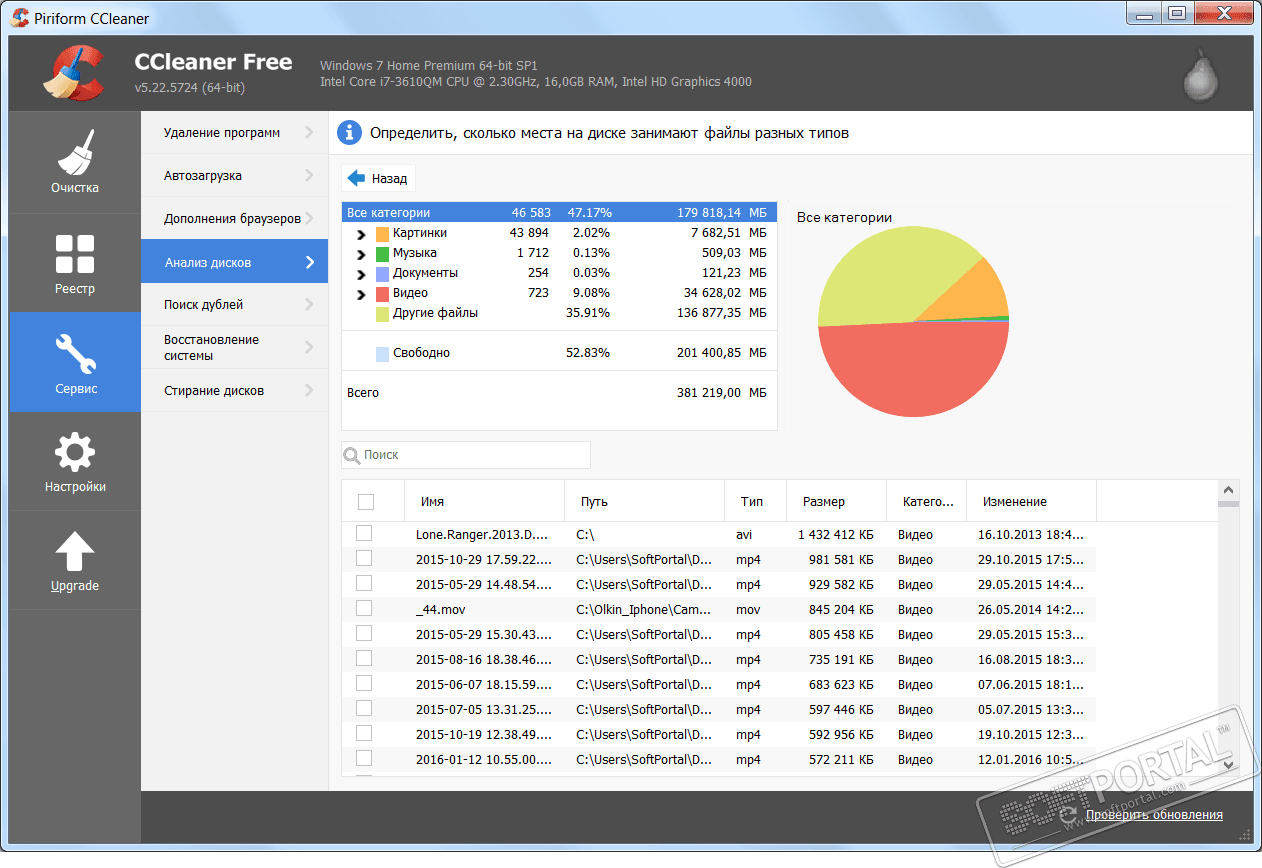 Piriform CCleaner
CCleaner Free
v5.22.5724 (64-bit)
Windows 7 Home Premium 64-bit SP1
Intel Core i7-3610QM CPU @ 2.30GHz, 16,0GB RAM, Intel HD Graphics 4000
Очистка
Реестр
Сервис
Настройки
Upgrade
Удаление программ
Автозагрузка
Дополнения браузеров
Анализ дисков
Поиск дублей
Восстановление
системы
Стирание дисков
Определить, сколько места на диске занимают файлы разных типов
Назад
Все категории 46 583 47.17% 179 818,14 МБ
Картинки 43 894 2.02% 7 682,51 МБ
Музыка 1 712 0.13% 509,03 МБ
Документы 254 0.03% 121,23 МБ
Видео 723 9.08% 34 628,02 МБ
Другие файлы 35.91% 136 877,35 МБ
Свободно 52.83% 201 400,85 МБ
Всего 381 219,00 МБ
Все категории
Поиск
Имя Путь Тип Размер Катего... Изменение
Lone.Ranger.2013.D.... C:\ avi 1 432 412 КБ Видео 16.10.2013 18:4...
2015-10-29 17.59.22.... C:\Users\SoftPortal\D... mp4 981 581 КБ Видео 29.10.2015 17:5...
2015-05-29 14.48.54.... C:\Users\SoftPortal\D... mp4 929 582 КБ Видео 29.05.2015 14:4...
_44.mov C:\Olkin_Iphone\Cam... mov 845 204 КБ Видео 26.05.2014 14:2...
2015-05-29 15.30.43.... C:\Users\SoftPortal\D... mp4 805 458 КБ Видео 29.05.2015 15:3...
2015-08-16 18.38.46.... C:\Users\SoftPortal\D... mp4 735 191 КБ Видео 16.08.2015 18:3...
2015-06-07 18.15.59.... C:\Users\SoftPortal\D... mp4 683 623 КБ Видео 07.06.2015 18:1...
2015-07-05 13.31.25.... C:\Users\SoftPortal\D... mp4 597 446 КБ Видео 05.07.2015 13:3...
2015-10-19 12.38.49.... C:\Users\SoftPortal\D... mp4 592 956 КБ Видео 19.10.2015 12:3...
2016-01-12 10.55.00.... C:\Users\SoftPortal\D... mp4 572 211 КБ Видео 12.01.2016 10:5...
SOFTPORTAL™
www.softportal.com
Проверить обновления